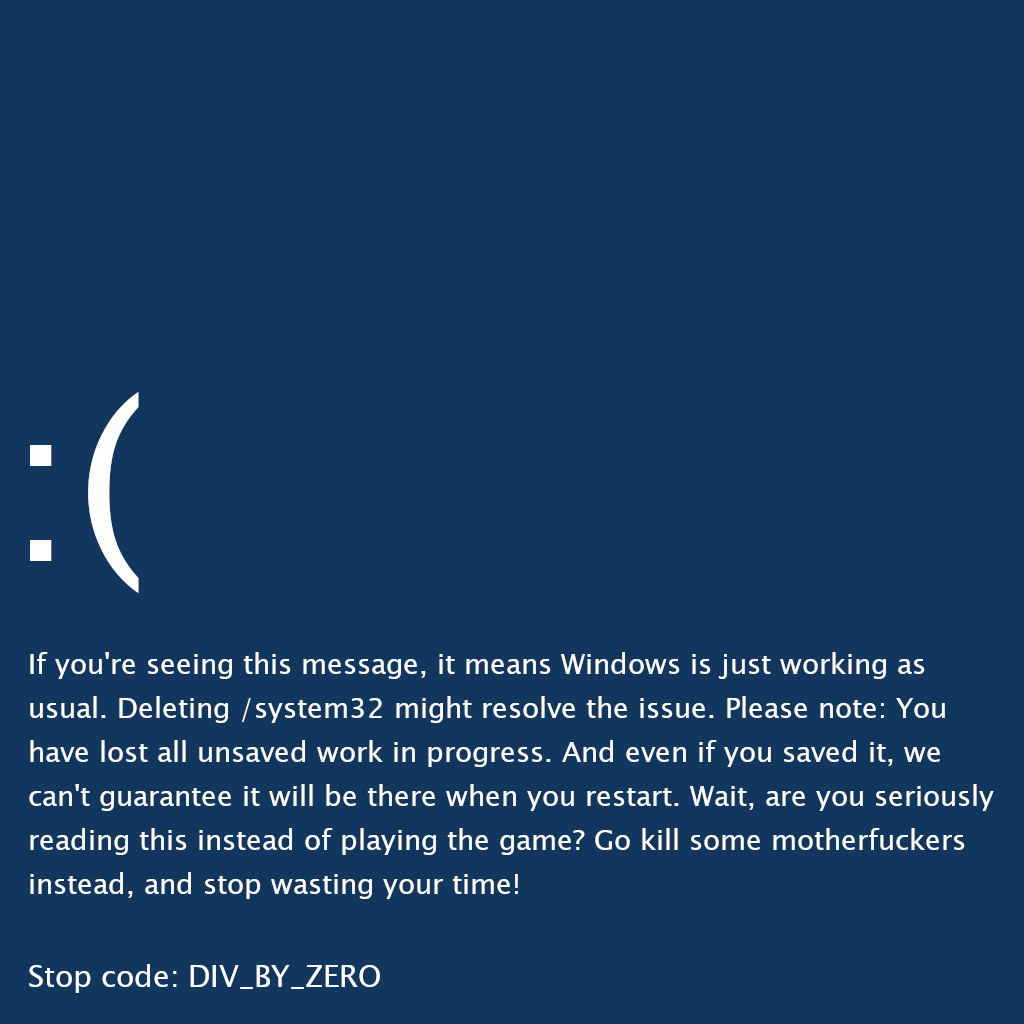 :(
If you're seeing this message, it means Windows is just working as
usual. Deleting /system32 might resolve the issue. Please note: You
have lost all unsaved work in progress. And even if you saved it, we
can't guarantee it will be there when you restart. Wait, are you seriously
reading this instead of playing the game? Go kill some motherfuckers
instead, and stop wasting your time!
Stop code: DIV_BY_ZERO